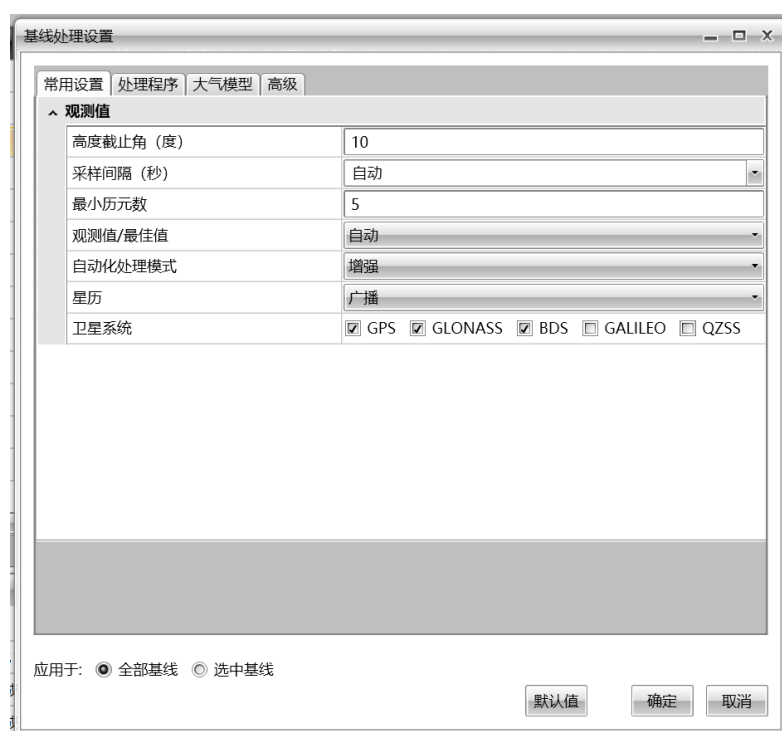 基线处理设置
常用设置 处理程序 大气模型 高级
观测值
高度截止角（度） 10
采样间隔（秒） 自动
最小历元数 5
观测值/最佳值 自动
自动化处理模式 增强
星历 广播
卫星系统 GPS GLONASS BDS GALILEO QZSS
应用于: 全部基线 选中基线
默认值 确定 取消